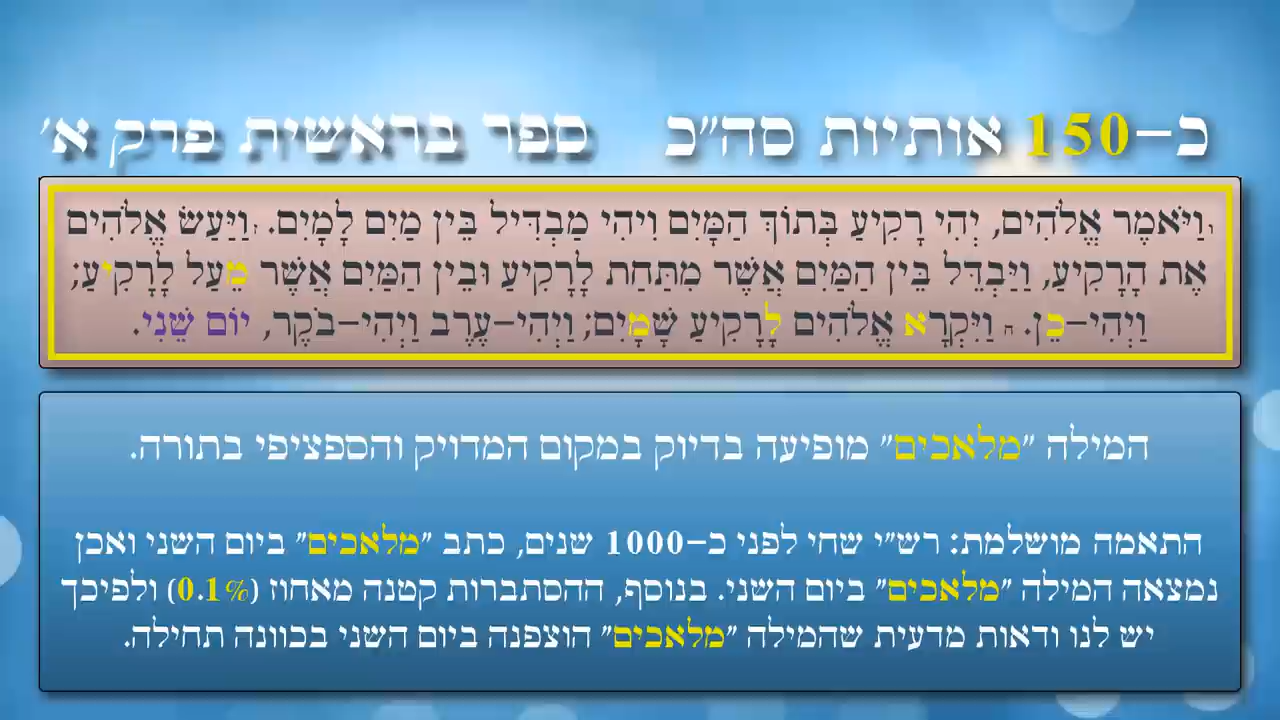 כ-150 אותיות סה״כ ספר בראשית פרק א׳
ו וַיֹּאמֶר אֱלֹהִים, יְהִי רָקִיעַ בְּתוֹךְ הַמָּיִם וִיהִי מַבְדִּיל בֵּין מַיִם לָמָיִם. ז וַיַּעַשׂ אֱלֹהִים
אֶת הָרָקִיעַ, וַיַּבְדֵּל בֵּין הַמַּיִם אֲשֶׁר מִתַּחַת לָרָקִיעַ וּבֵין הַמַּיִם אֲשֶׁר מֵעַל לָרָקִיעַ;
וַיְהִי-כֵן. ח וַיִּקְרָא אֱלֹהִים לָרָקִיעַ שָׁמָיִם; וַיְהִי-עֶרֶב וַיְהִי-בֹקֶר, יוֹם שֵׁנִי.
המילה ״מלאכים״ מופיעה בדיוק במקום המדויק והספציפי בתורה.
התאמה מושלמת: רש״י שחי לפני כ-1000 שנים, כתב ״מלאכים״ ביום השני ואכן
נמצאה המילה ״מלאכים״ ביום השני. בנוסף, ההסתברות קטנה מאחוז (0.1%) ולפיכך
יש לנו ודאות מדעית שהמילה ״מלאכים״ הוצפנה ביום השני בכוונה תחילה.